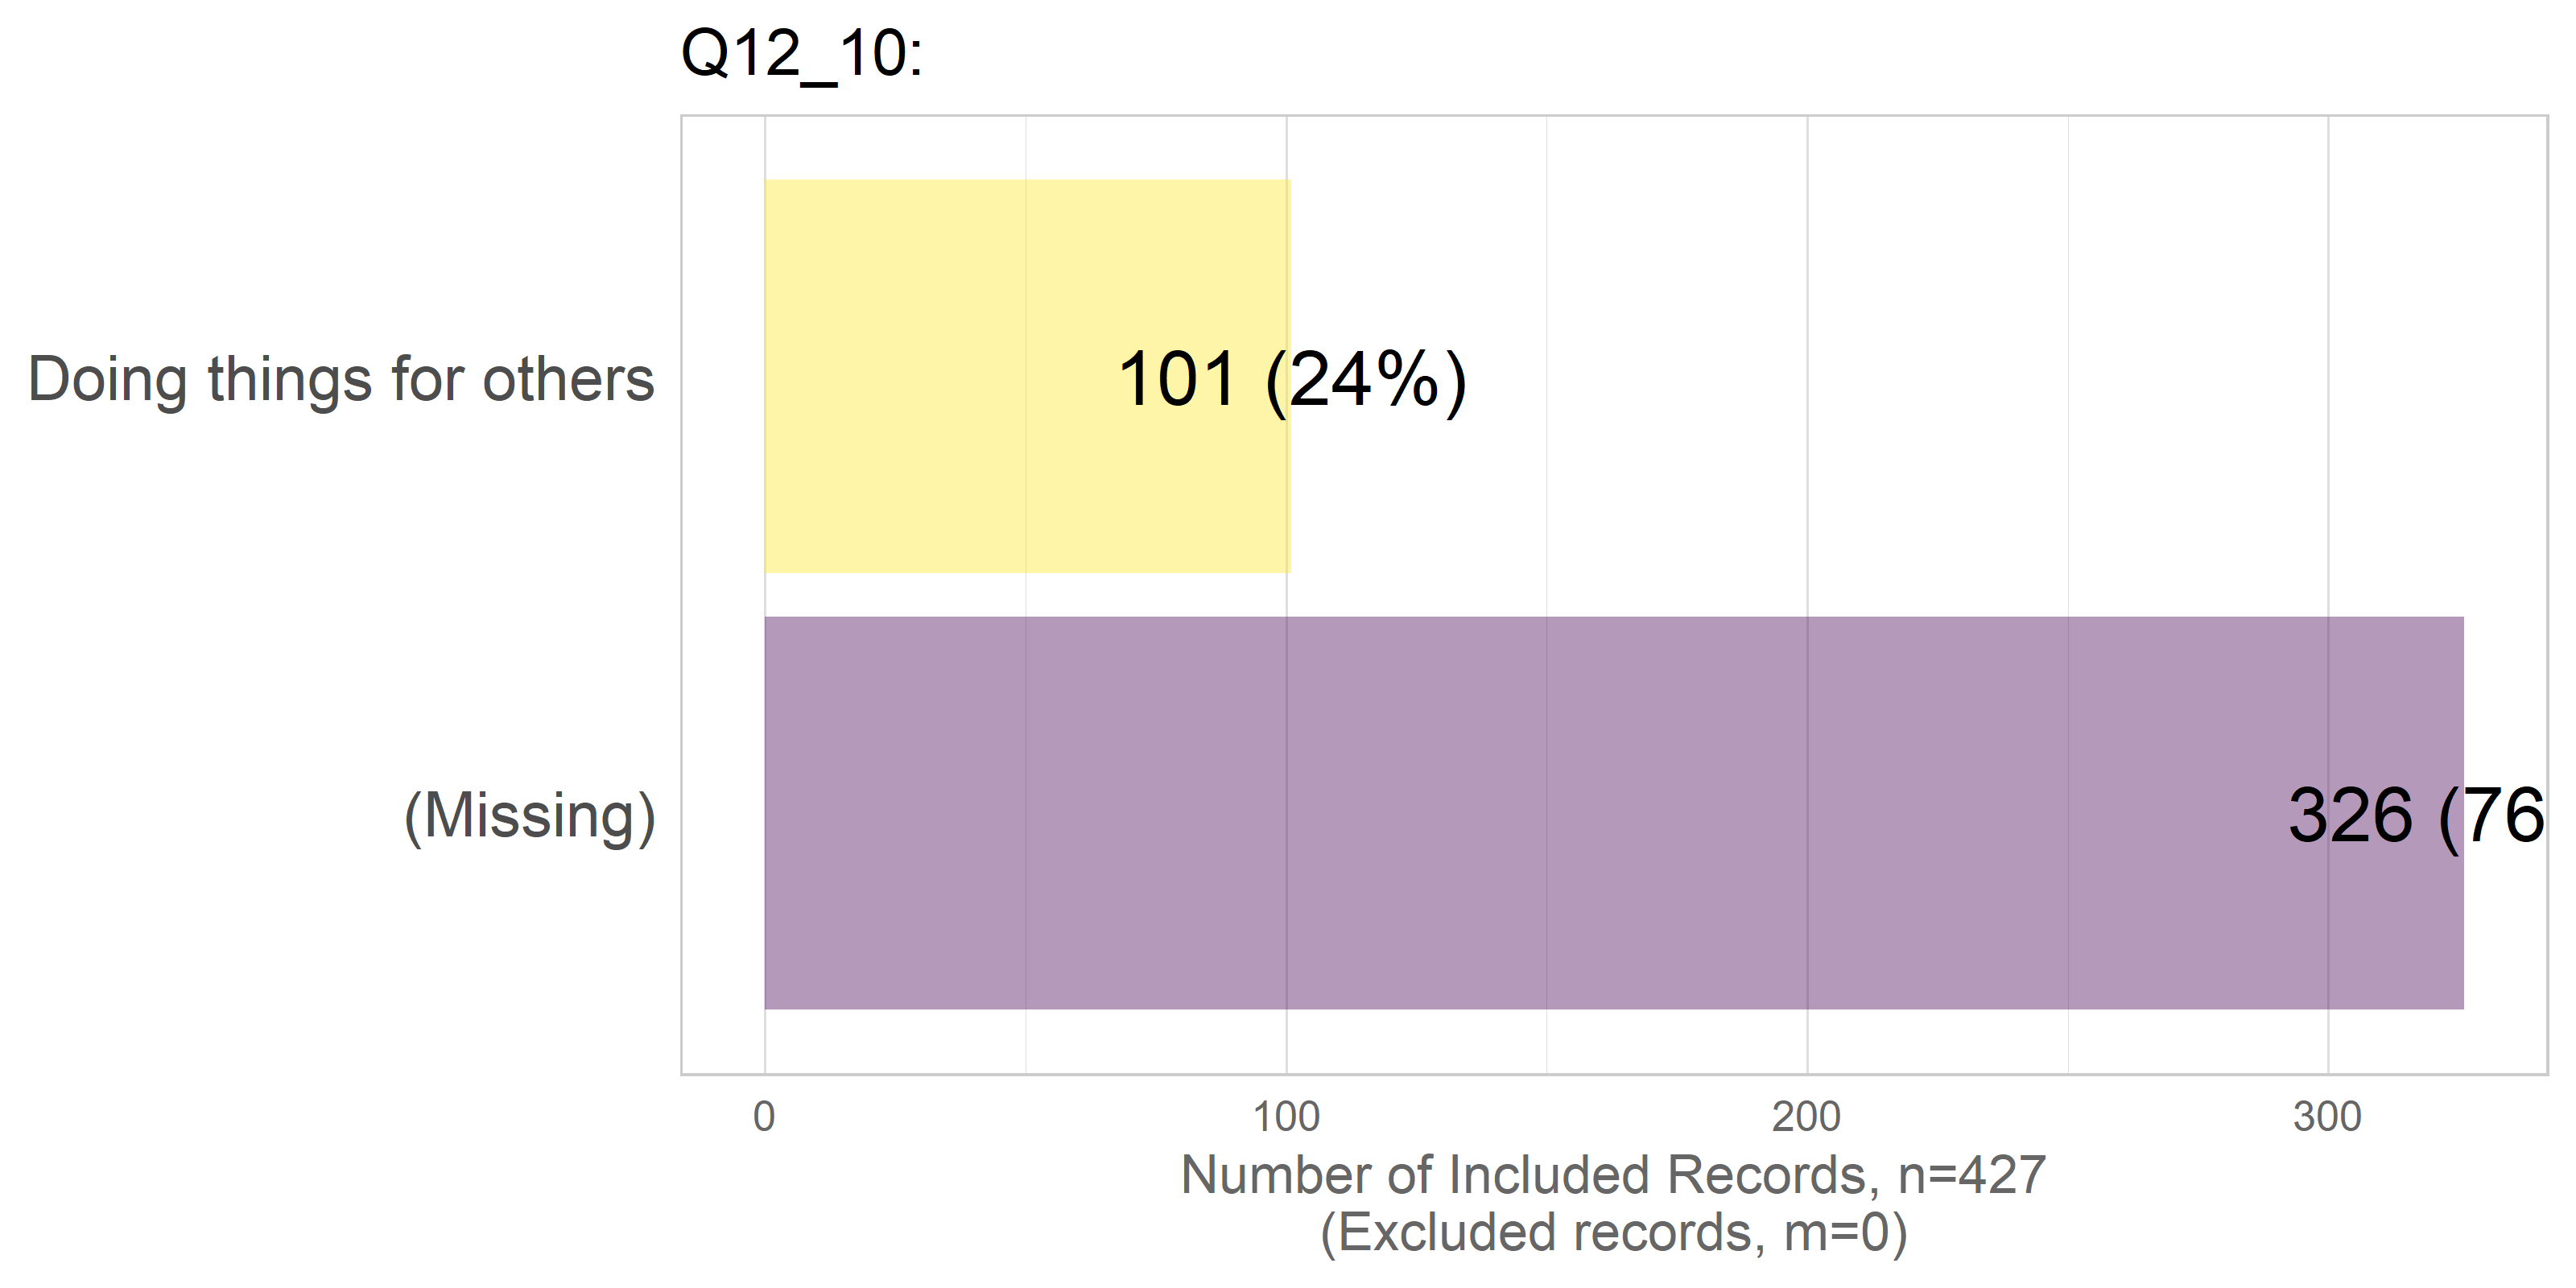 Q12_10:
Doing things for others
101 (24%)
(Missing)
326 (76
0 100 200 300
Number of Included Records, n=427
(Excluded records, m=0)